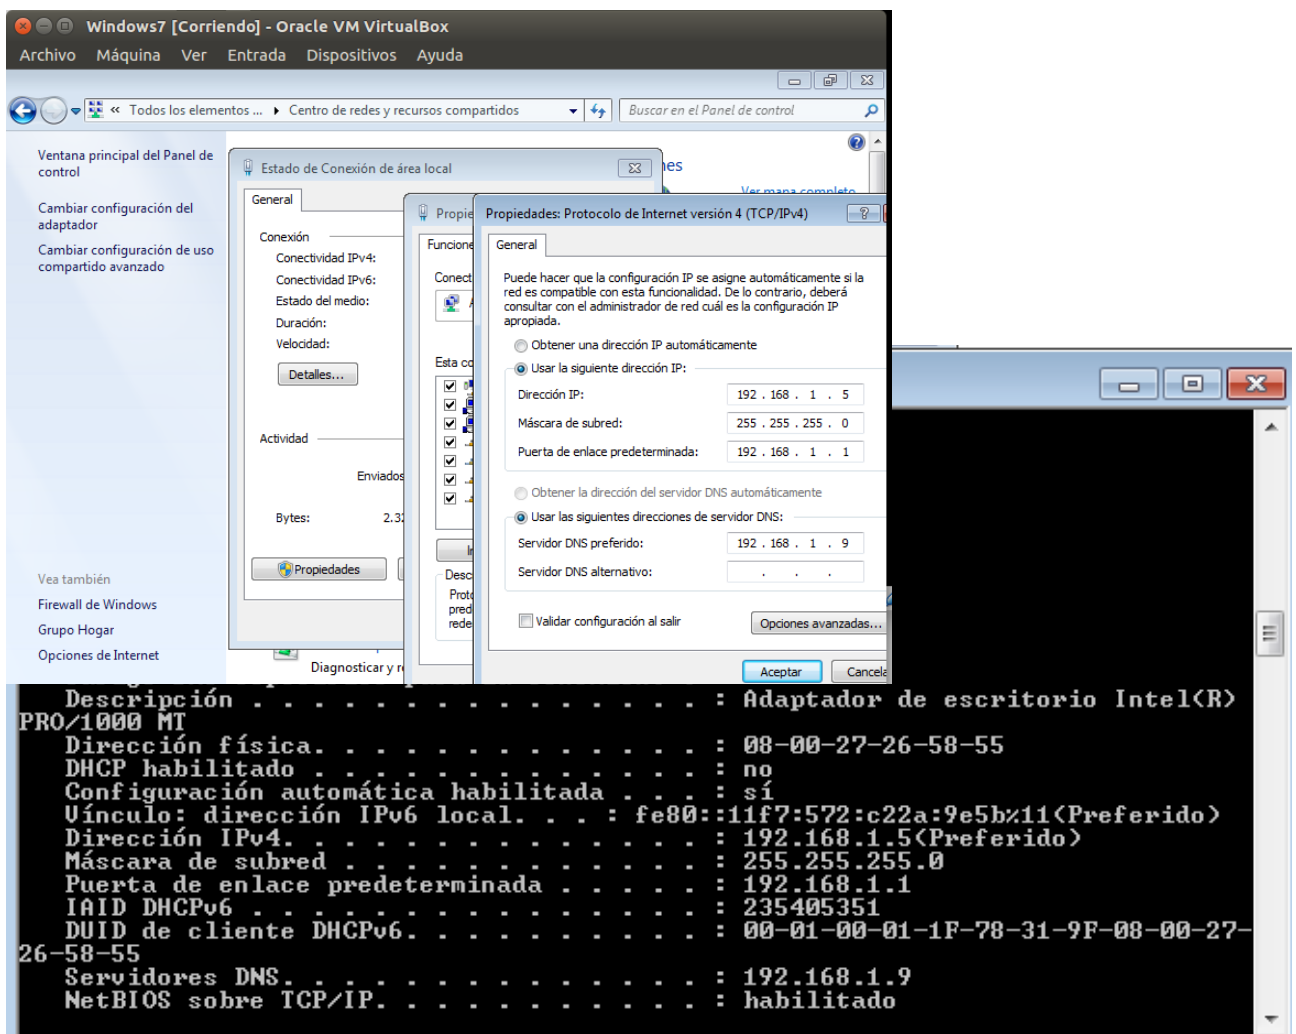 Windows7 [Corriendo] - Oracle VM VirtualBox
Archivo Máquina Ver Entrada Dispositivos Ayuda
« Todos los elementos ... Centro de redes y recursos compartidos
Buscar en el Panel de control
Ventana principal del Panel de control
Cambiar configuración del adaptador
Cambiar configuración de uso compartido avanzado
Vea también
Firewall de Windows
Grupo Hogar
Opciones de Internet
Ver mapa completo
Diagnosticar y
Estado de Conexión de área local
General
Conexión
Conectividad IPv4:
Conectividad IPv6:
Estado del medio:
Duración:
Velocidad:
Detalles...
Actividad
Enviados
Bytes: 2.32
Propiedades
Propie
Funcione
Conect
Esta co
Desc
Proto
pred
rede
Propiedades: Protocolo de Internet versión 4 (TCP/IPv4)
General
Puede hacer que la configuración IP se asigne automáticamente si la
red es compatible con esta funcionalidad. De lo contrario, deberá
consultar con el administrador de red cuál es la configuración IP
apropiada.
Obtener una dirección IP automáticamente
Usar la siguiente dirección IP:
Dirección IP: 192 . 168 . 1 . 5
Máscara de subred: 255 . 255 . 255 . 0
Puerta de enlace predeterminada: 192 . 168 . 1 . 1
Obtener la dirección del servidor DNS automáticamente
Usar las siguientes direcciones de servidor DNS:
Servidor DNS preferido: 192 . 168 . 1 . 9
Servidor DNS alternativo: . . .
Validar configuración al salir
Opciones avanzadas...
Aceptar Cancela
Descripción . . . . . . . . . . . . . . . : Adaptador de escritorio Intel(R)
PRO/1000 MT
Dirección física. . . . . . . . . . . . . : 08-00-27-26-58-55
DHCP habilitado . . . . . . . . . . . . . : no
Configuración automática habilitada . . . : sí
Vínculo: dirección IPv6 local. . . : fe80::11f7:572:c22a:9e5b%11(Preferido)
Dirección IPv4. . . . . . . . . . . . . . : 192.168.1.5(Preferido)
Máscara de subred . . . . . . . . . . . . : 255.255.255.0
Puerta de enlace predeterminada . . . . . : 192.168.1.1
IAID DHCPv6 . . . . . . . . . . . . . . . : 235405351
DUID de cliente DHCPv6. . . . . . . . . . : 00-01-00-01-1F-78-31-9F-08-00-27-
26-58-55
Servidores DNS. . . . . . . . . . . . . . : 192.168.1.9
NetBIOS sobre TCP/IP. . . . . . . . . . . : habilitado